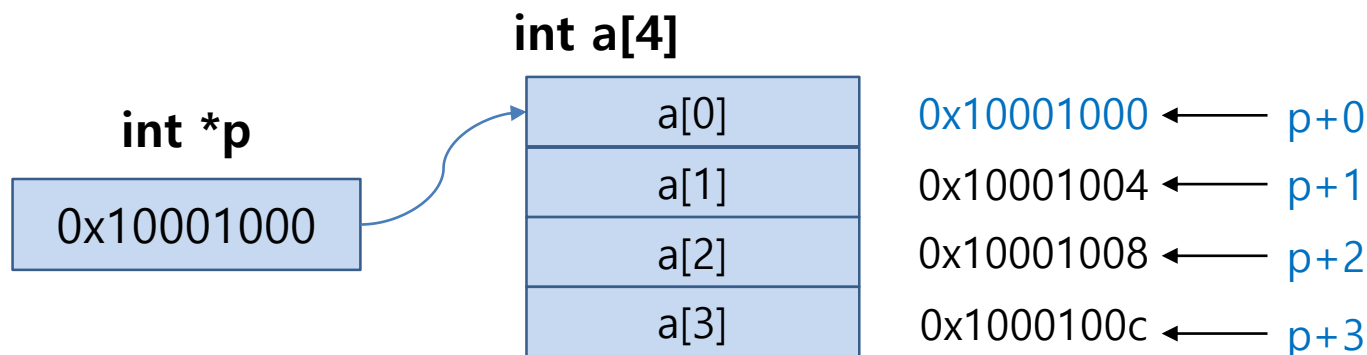 int a[4]
int *p
0x10001000
a[0] 0x10001000 p+0
a[1] 0x10001004 p+1
a[2] 0x10001008 p+2
a[3] 0x1000100c p+3